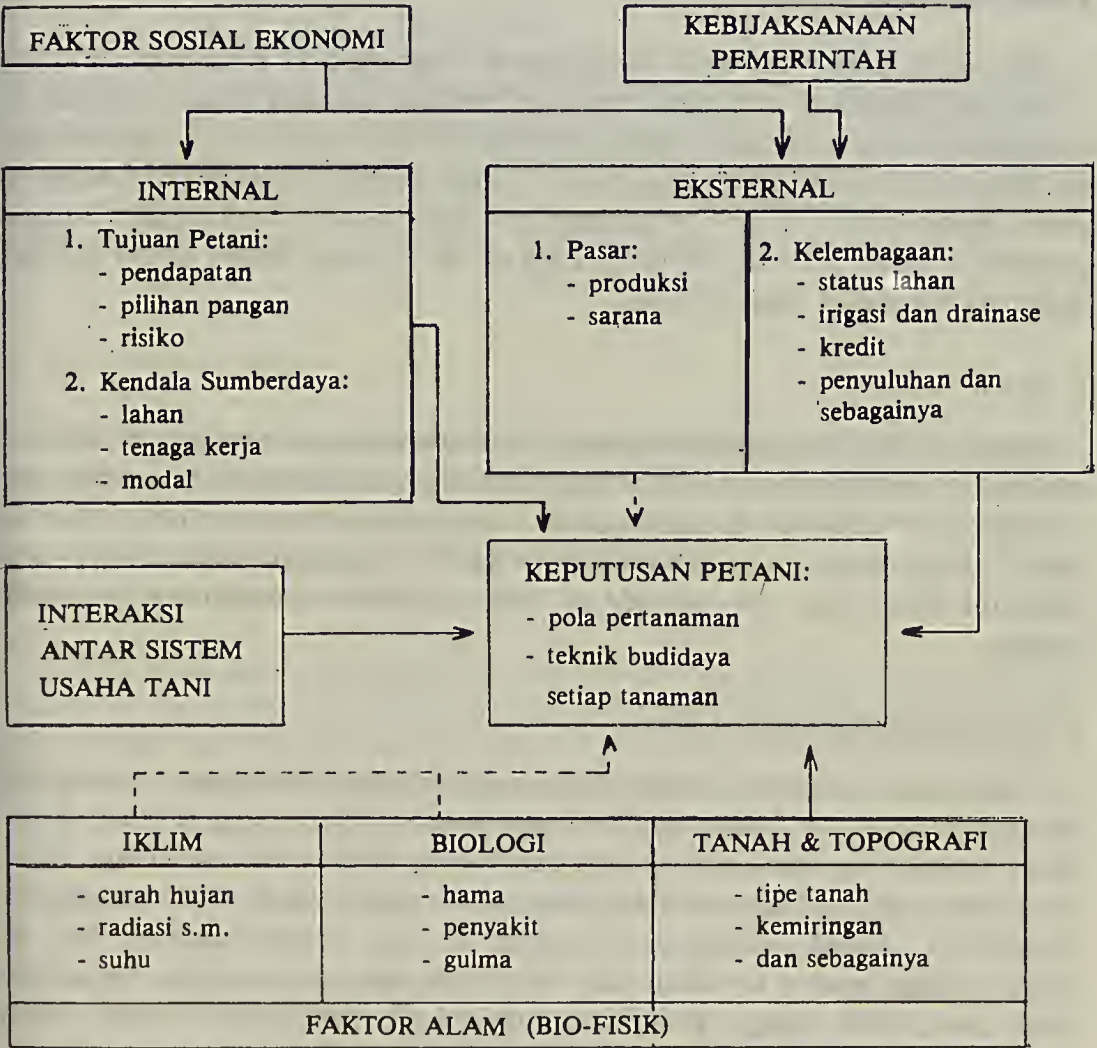 FAKTOR SOSIAL EKONOMI
KEBIJAKSANAAN
PEMERINTAH
INTERNAL
1. Tujuan Petani:
- pendapatan
- pilihan pangan
- risiko
2. Kendala Sumberdaya:
- lahan
- tenaga kerja
- modal
EKSTERNAL
1. Pasar:
- produksi
- sarana
2. Kelembagaan:
- status lahan
- irigasi dan drainase
- kredit
- penyuluhan dan
sebagainya
INTERAKSI
ANTAR SISTEM
USAHA TANI
KEPUTUSAN PETANI:
- pola pertanaman
- teknik budidaya
setiap tanaman
IKLIM
- curah hujan
- radiasi s.m.
- suhu
BIOLOGI
- hama
- penyakit
- gulma
TANAH & TOPOGRAFI
- tipe tanah
- kemiringan
- dan sebagainya
FAKTOR ALAM (BIO-FISIK)